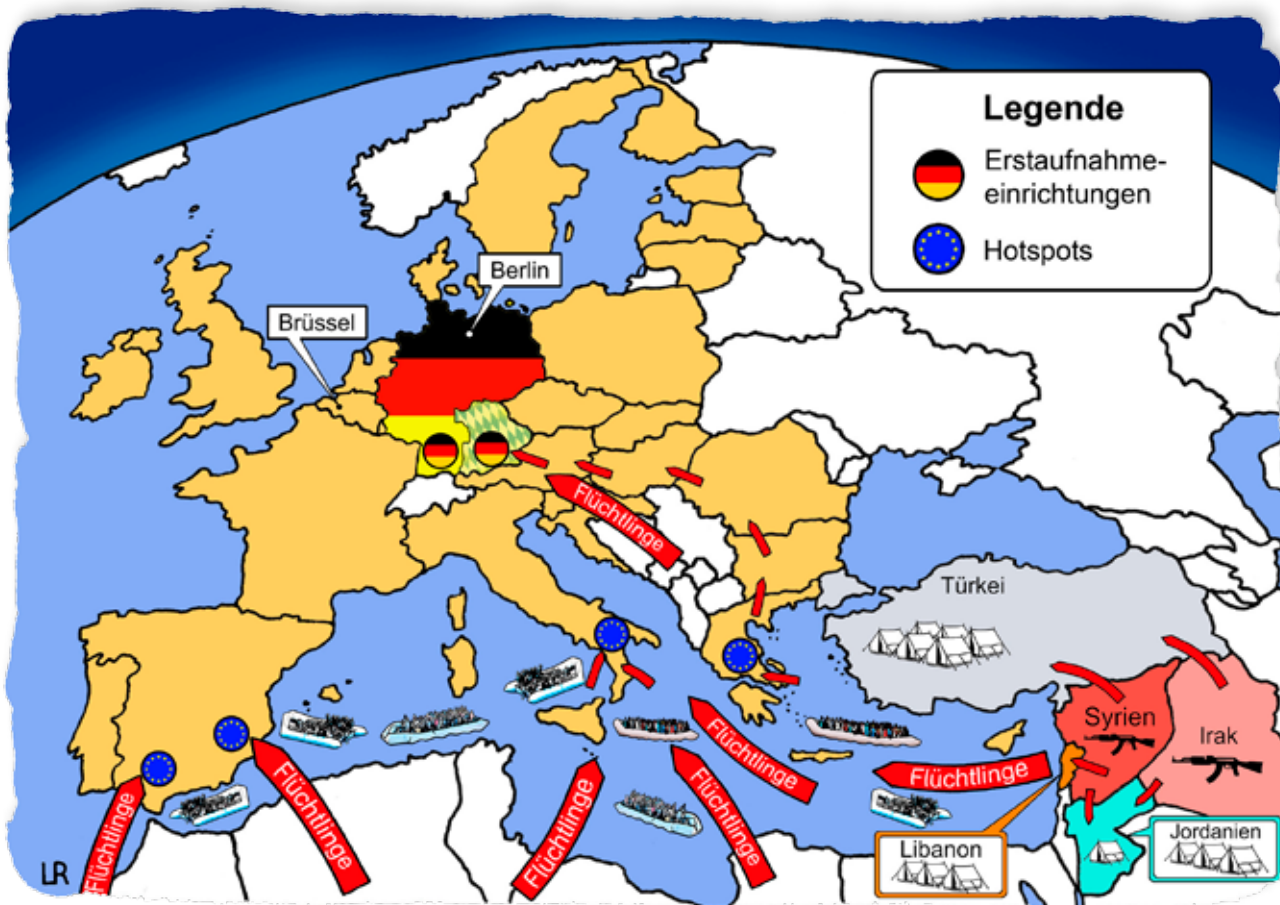 Legende
Erstaufnahme-
einrichtungen
Hotspots
Berlin
Brüssel
Flüchtlinge
Türkei
Syrien
Irak
Flüchtlinge
Flüchtlinge
Flüchtlinge
Flüchtlinge
Flüchtlinge
Flüchtlinge
Libanon
Jordanien
LR